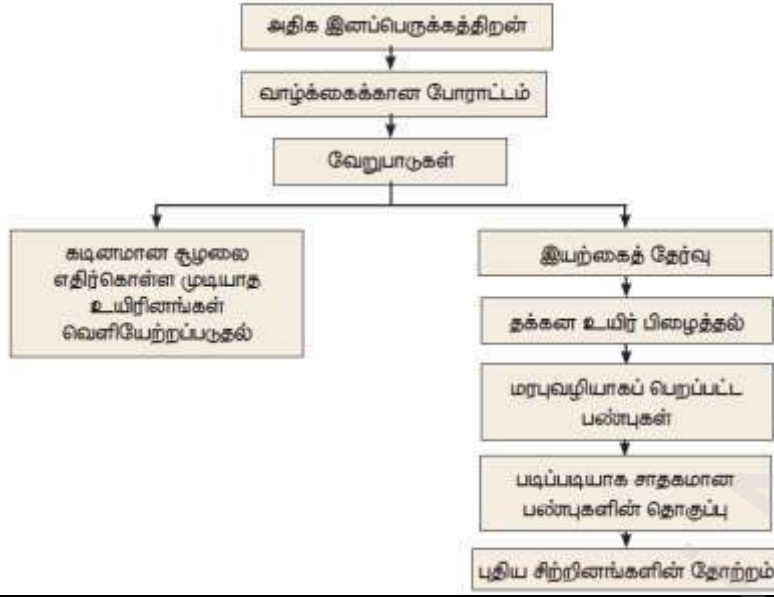 அதிக இனப்பெருக்கத்திறன்
வாழ்க்கைக்கான போராட்டம்
வேறுபாடுகள்
கடினமான சூழலை
எதிர்கொள்ள முடியாத
உயிரினங்கள்
வெளியேற்றப்படுதல்
இயற்கைத் தேர்வு
தக்கன உயிர் பிழைத்தல்
மரபுவழியாகப் பெறப்பட்ட
பண்புகள்
படிப்படியாக சாதகமான
பண்புகளின் தொகுப்பு
புதிய சிற்றினங்களின் தோற்றம்